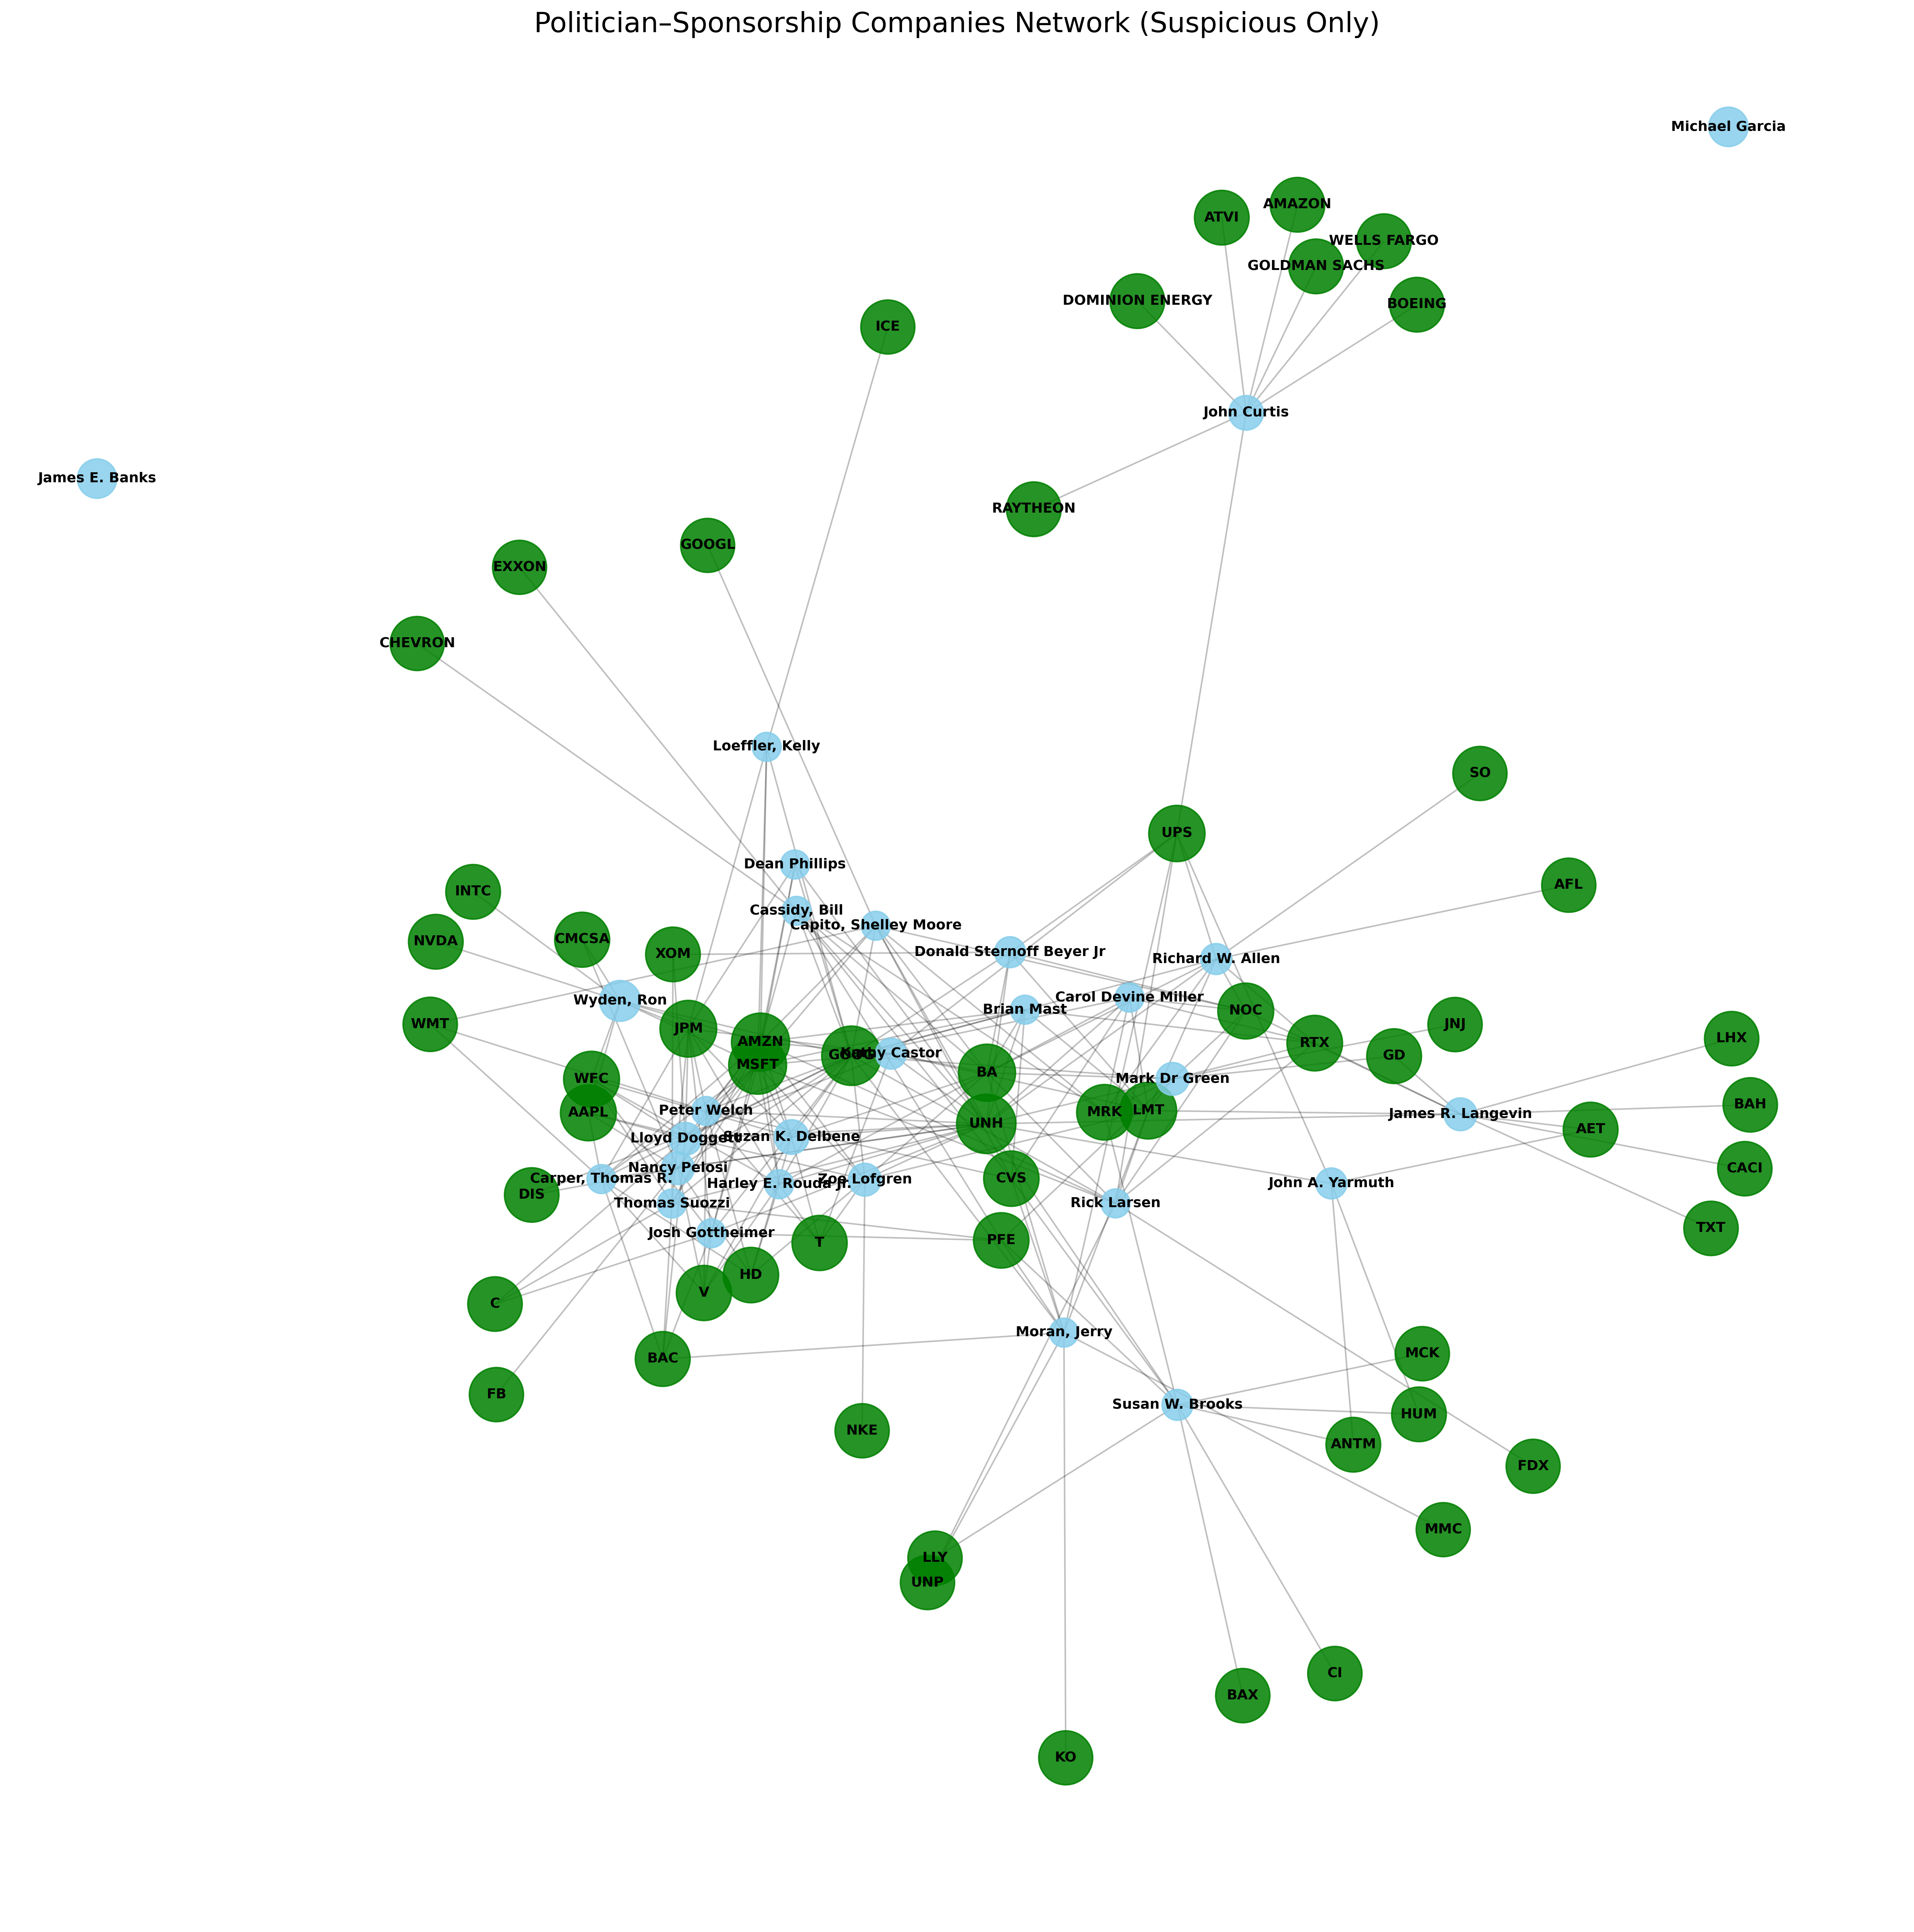 Politician–Sponsorship Companies Network (Suspicious Only)
Michael Garcia
AMAZON
ATVI
WELLS FARGO
GOLDMAN SACHS
DOMINION ENERGY
BOEING
ICE
John Curtis
James E. Banks
RAYTHEON
GOOGL
EXXON
CHEVRON
Loeffler, Kelly
SO
UPS
Dean Phillips
AFL
INTC
Cassidy, Bill
Capito, Shelley Moore
NVDA
CMCSA
XOM
Donald Sternoff Beyer Jr
Richard W. Allen
Carol Devine Miller
Wyden, Ron
Brian Mast
NOC
WMT
JPM
JNJ
LHX
AMZN
RTX
Castor
GD
MSFT
BA
WFC
Mark Dr Green
BAH
AAPL
Peter Welch
MRK
LMT
James R. Langevin
UNH
AET
Lloyd Doggett
Suzan K. Delbene
Nancy Pelosi
CACI
Carper, Thomas R.
CVS
Zoe Lofgren
Harley E. Rouda Jr.
John A. Yarmuth
DIS
Thomas Suozzi
Rick Larsen
TXT
Josh Gottheimer
T
PFE
HD
V
C
Moran, Jerry
MCK
BAC
FB
Susan W. Brooks
HUM
NKE
ANTM
FDX
MMC
LLY
UNP
CI
BAX
KO